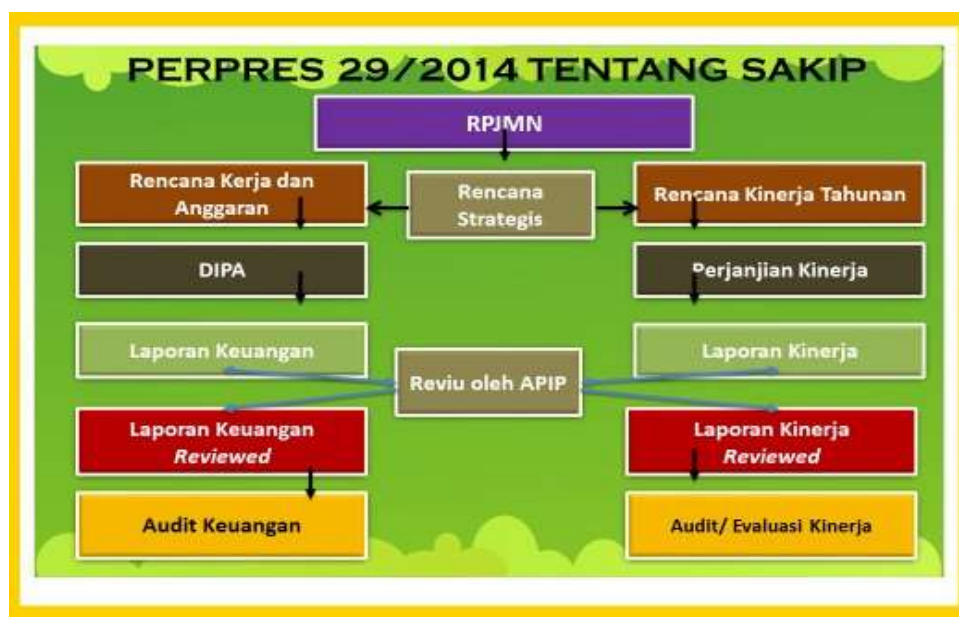 PERPRES 29/2014 TENTANG SAKIP
RPJMN
Rencana Kerja dan
Anggaran
Rencana
Strategis
Rencana Kinerja Tahunan
DIPA
Perjanjian Kinerja
Laporan Keuangan
Reviu oleh APIP
Laporan Kinerja
Laporan Keuangan
Reviewed
Laporan Kinerja
Reviewed
Audit Keuangan
Audit/ Evaluasi Kinerja